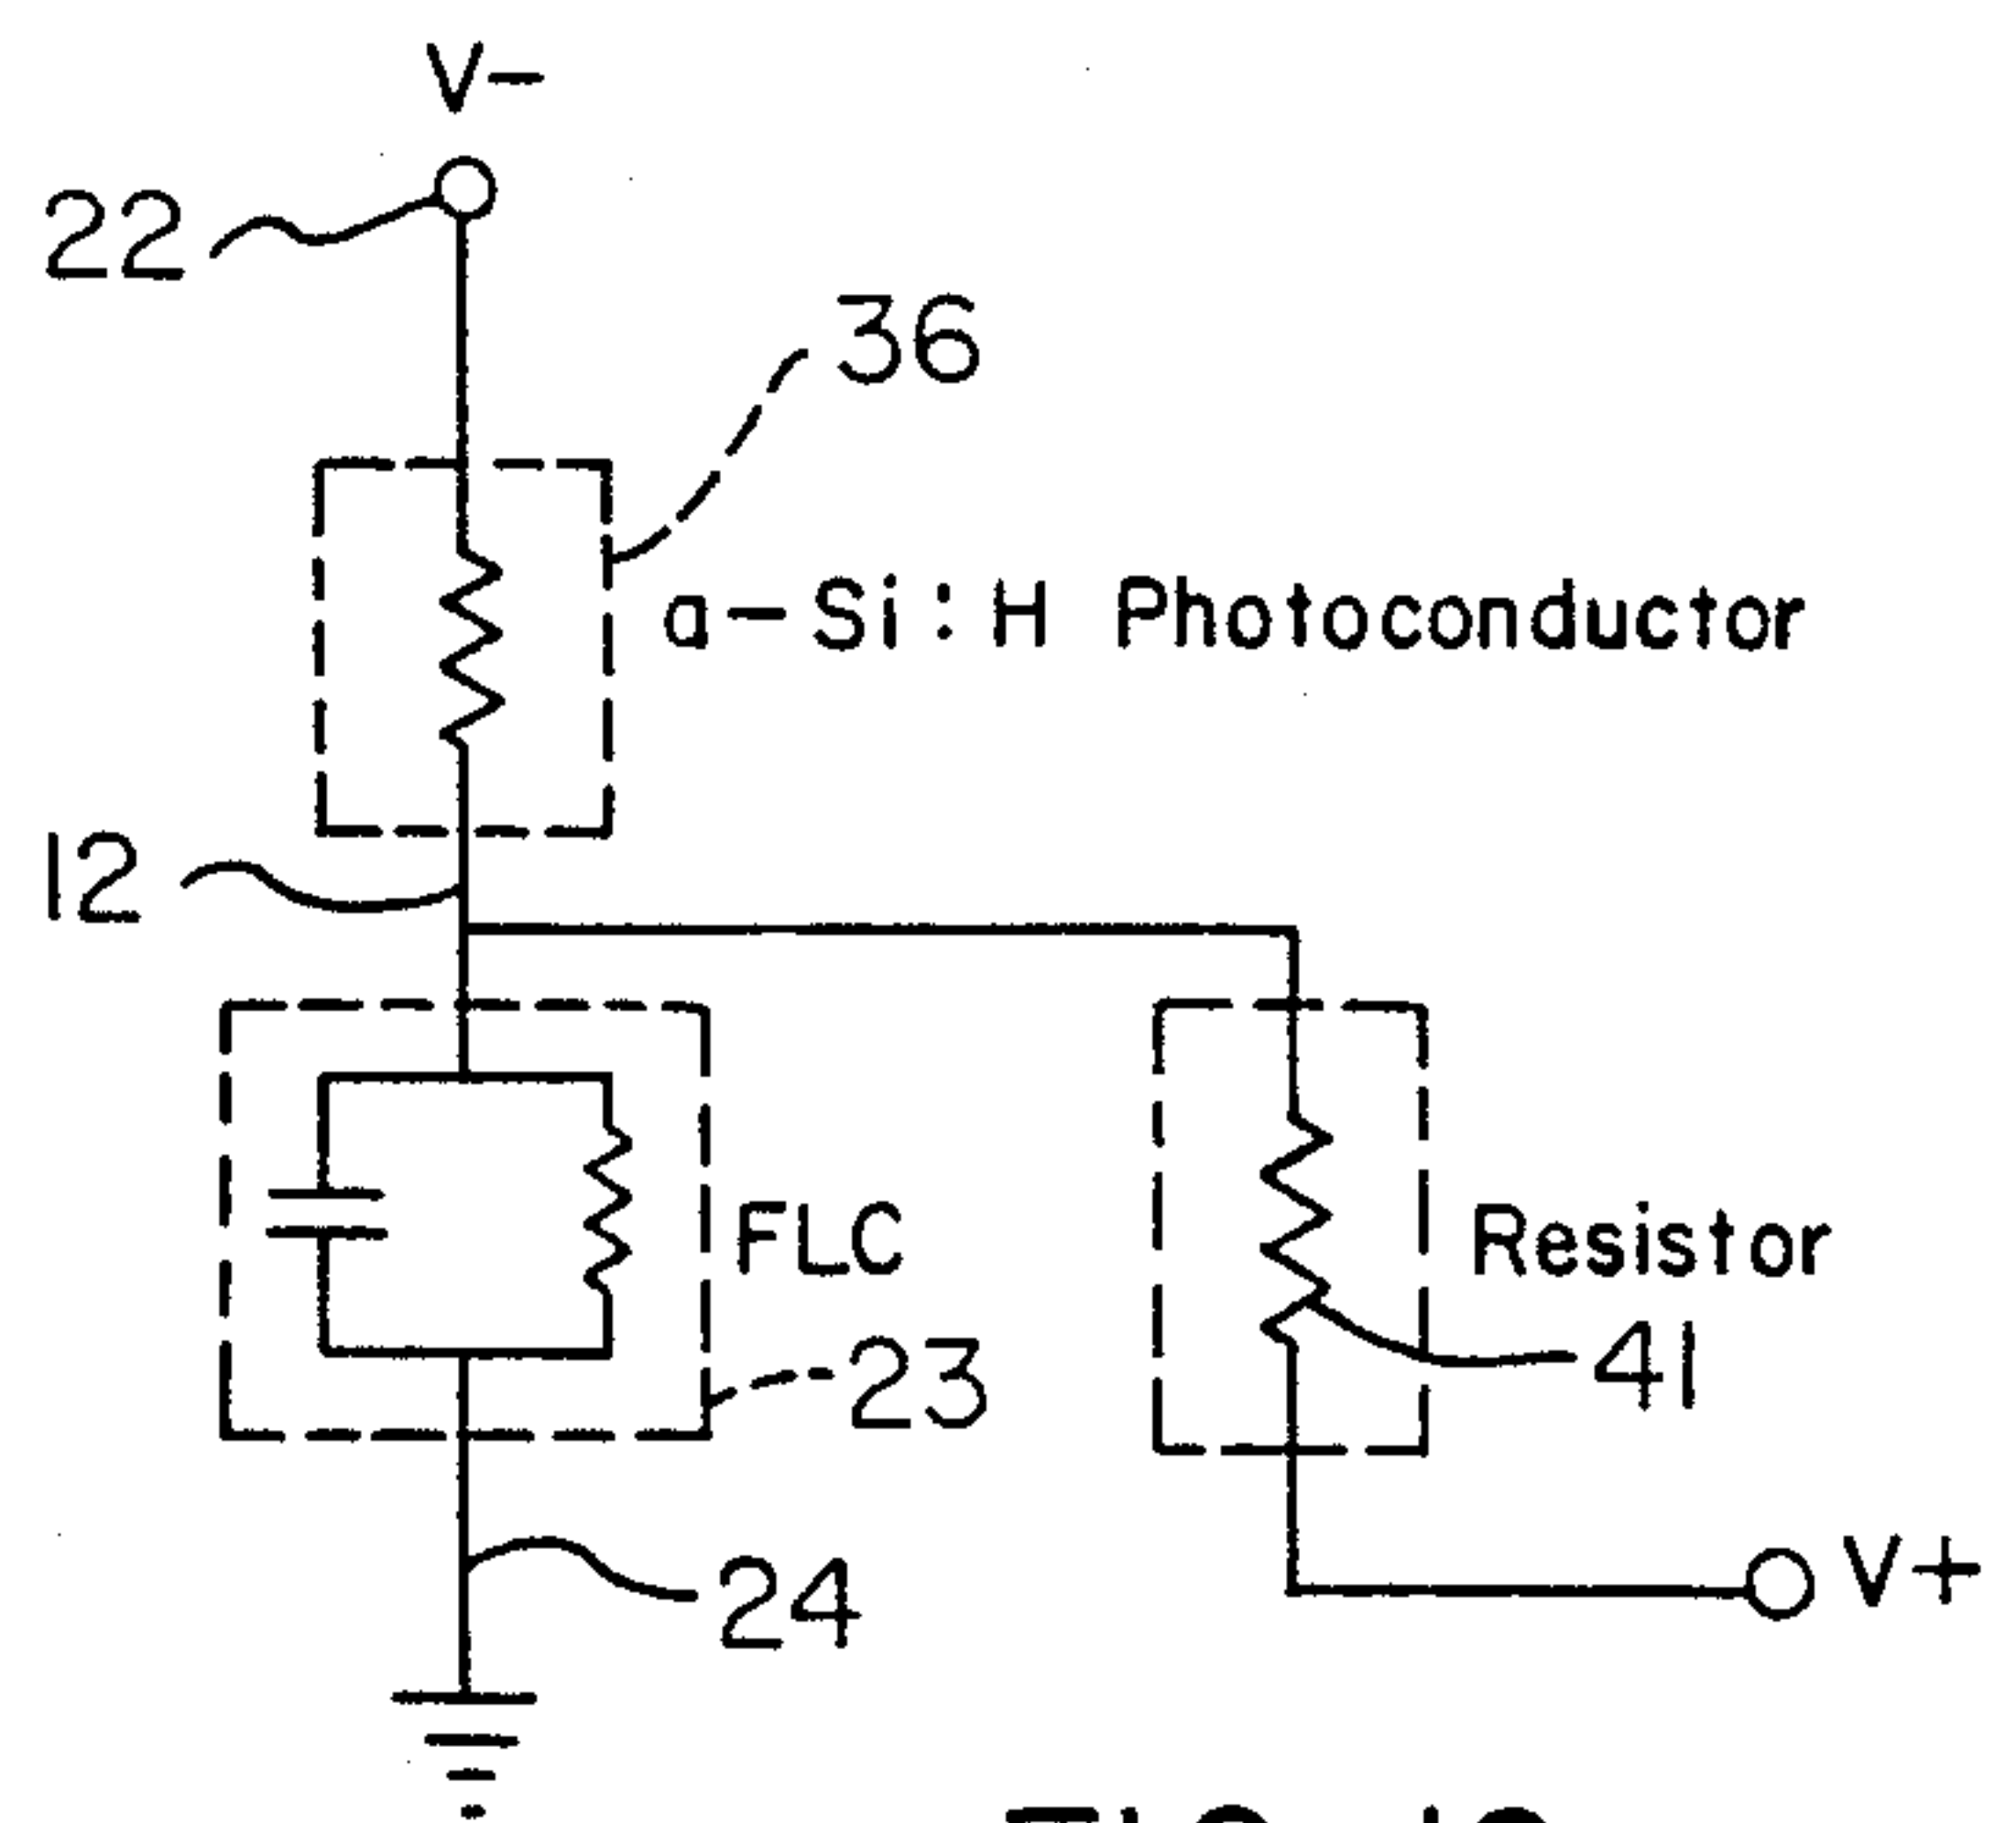 V-
22
36
a-Si:H Photoconductor
12
FLC
Resistor
23
41
24
V+